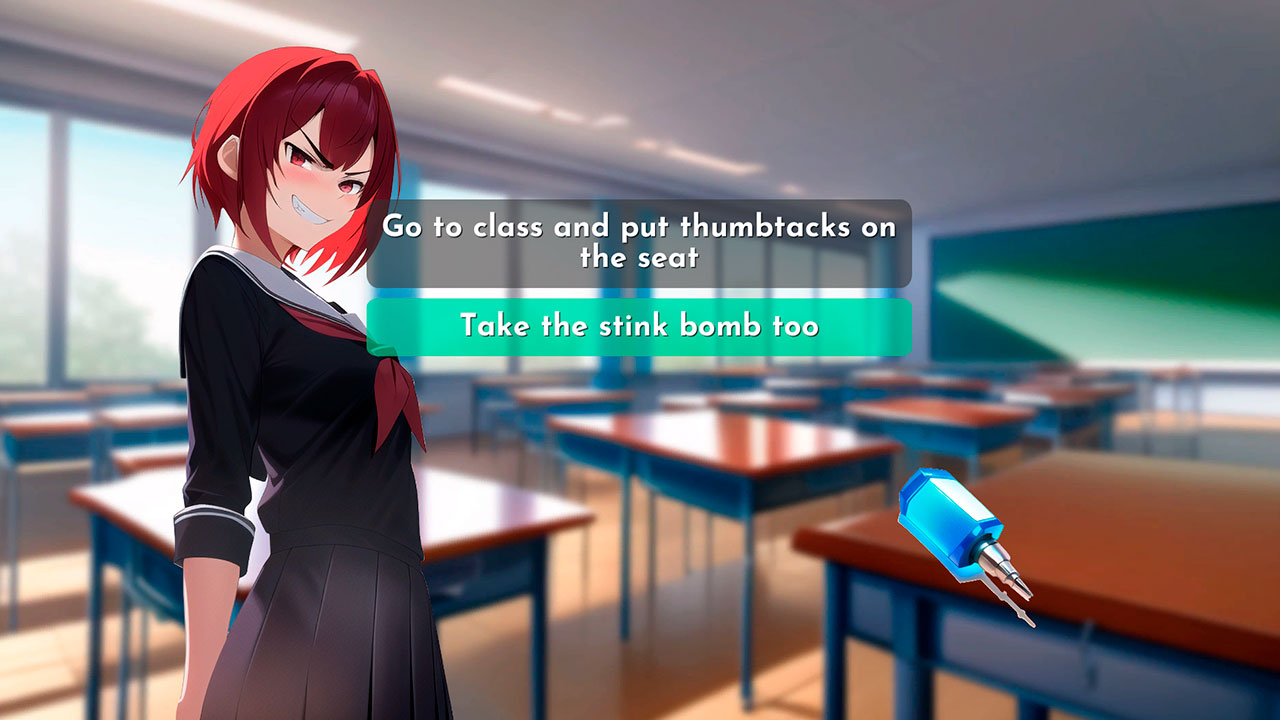 Go to class and put thumbtacks on
the seat
Take the stink bomb too